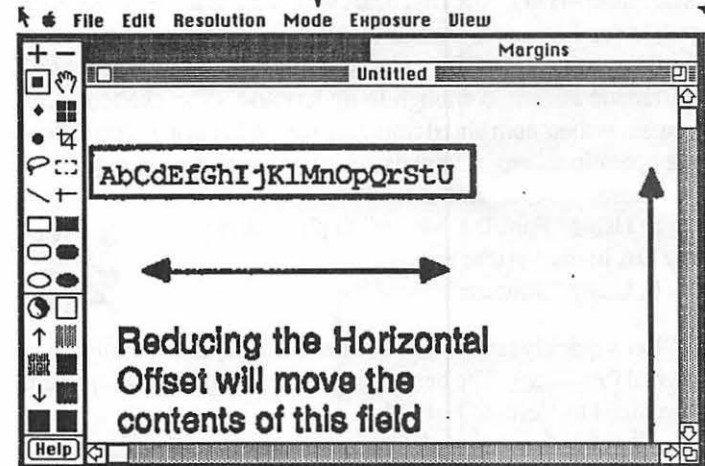 File Edit Resolution Mode Exposure View
Margins
Untitled
AbCdEfGhIjKlMnOpQrStU
Reducing the Horizontal
Offset will move the
contents of this field
Help